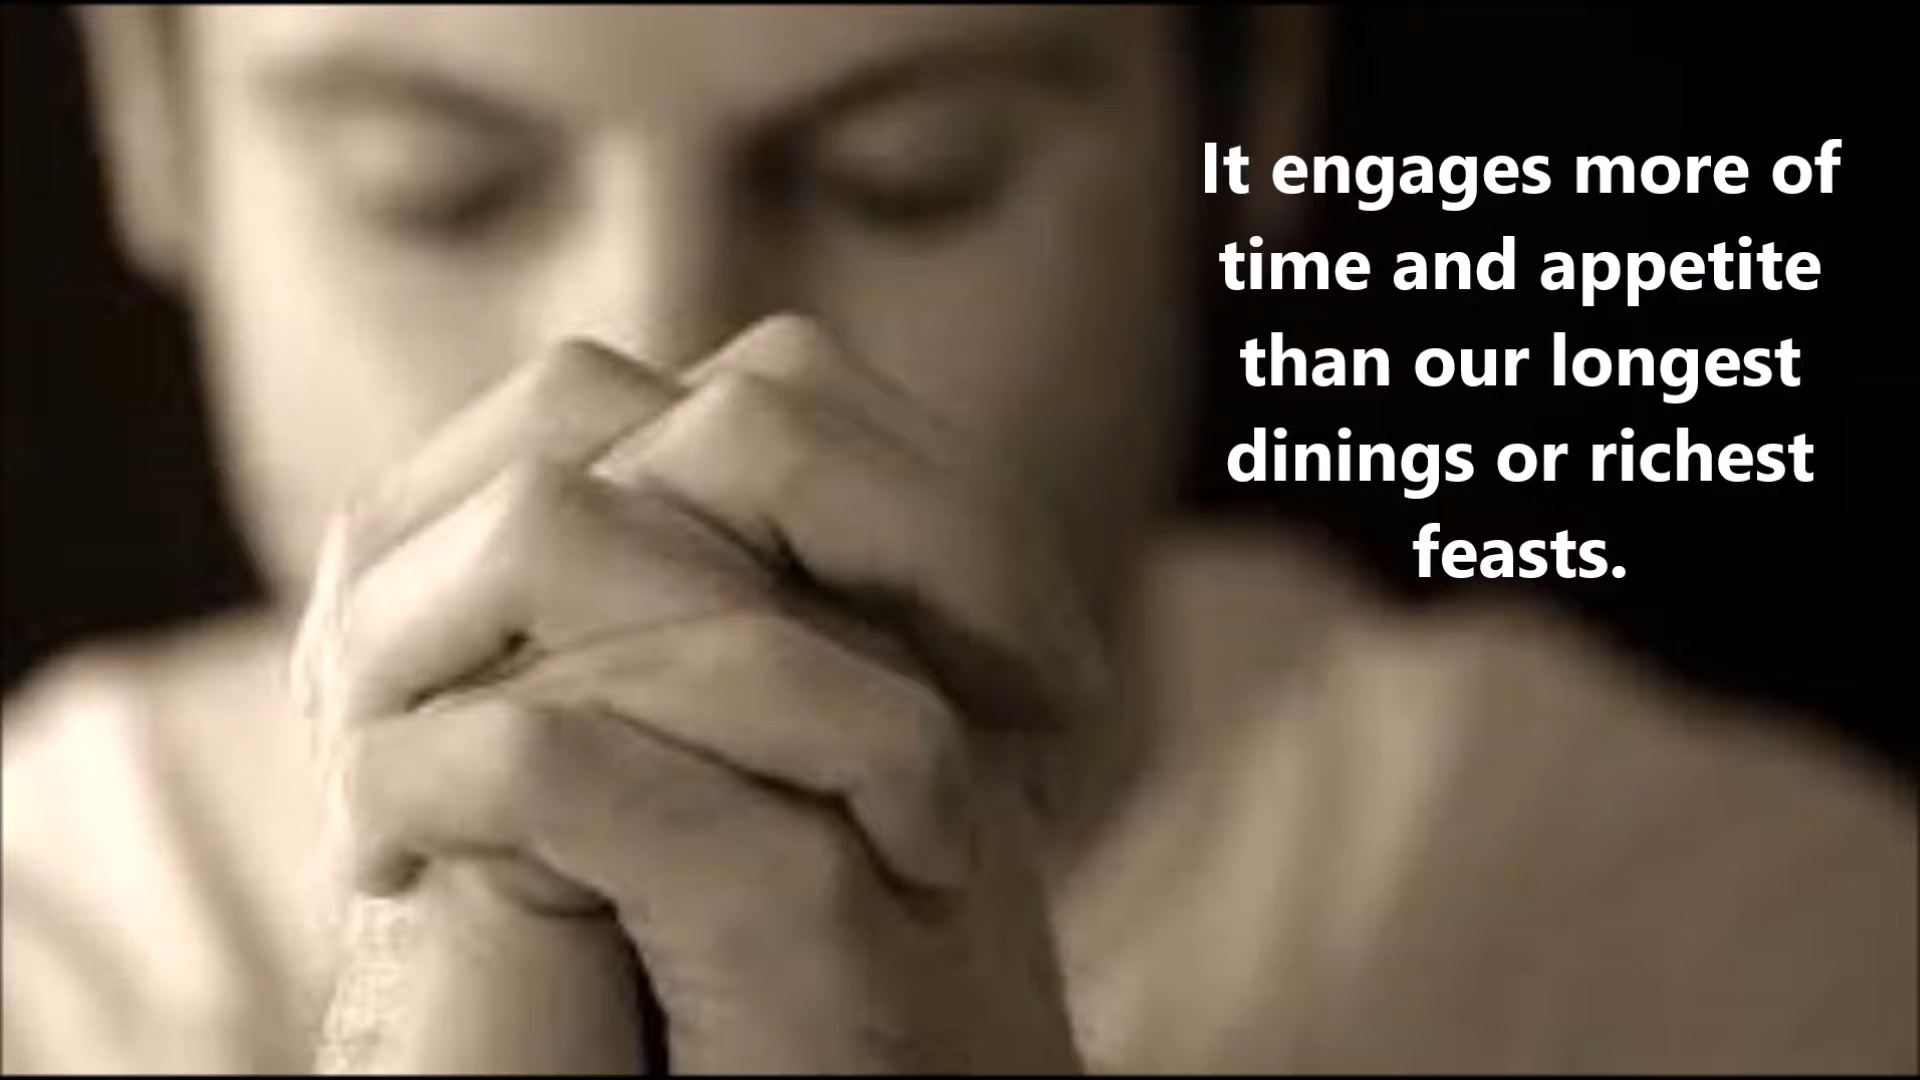 It engages more of
time and appetite
than our longest
dinings or richest
feasts.